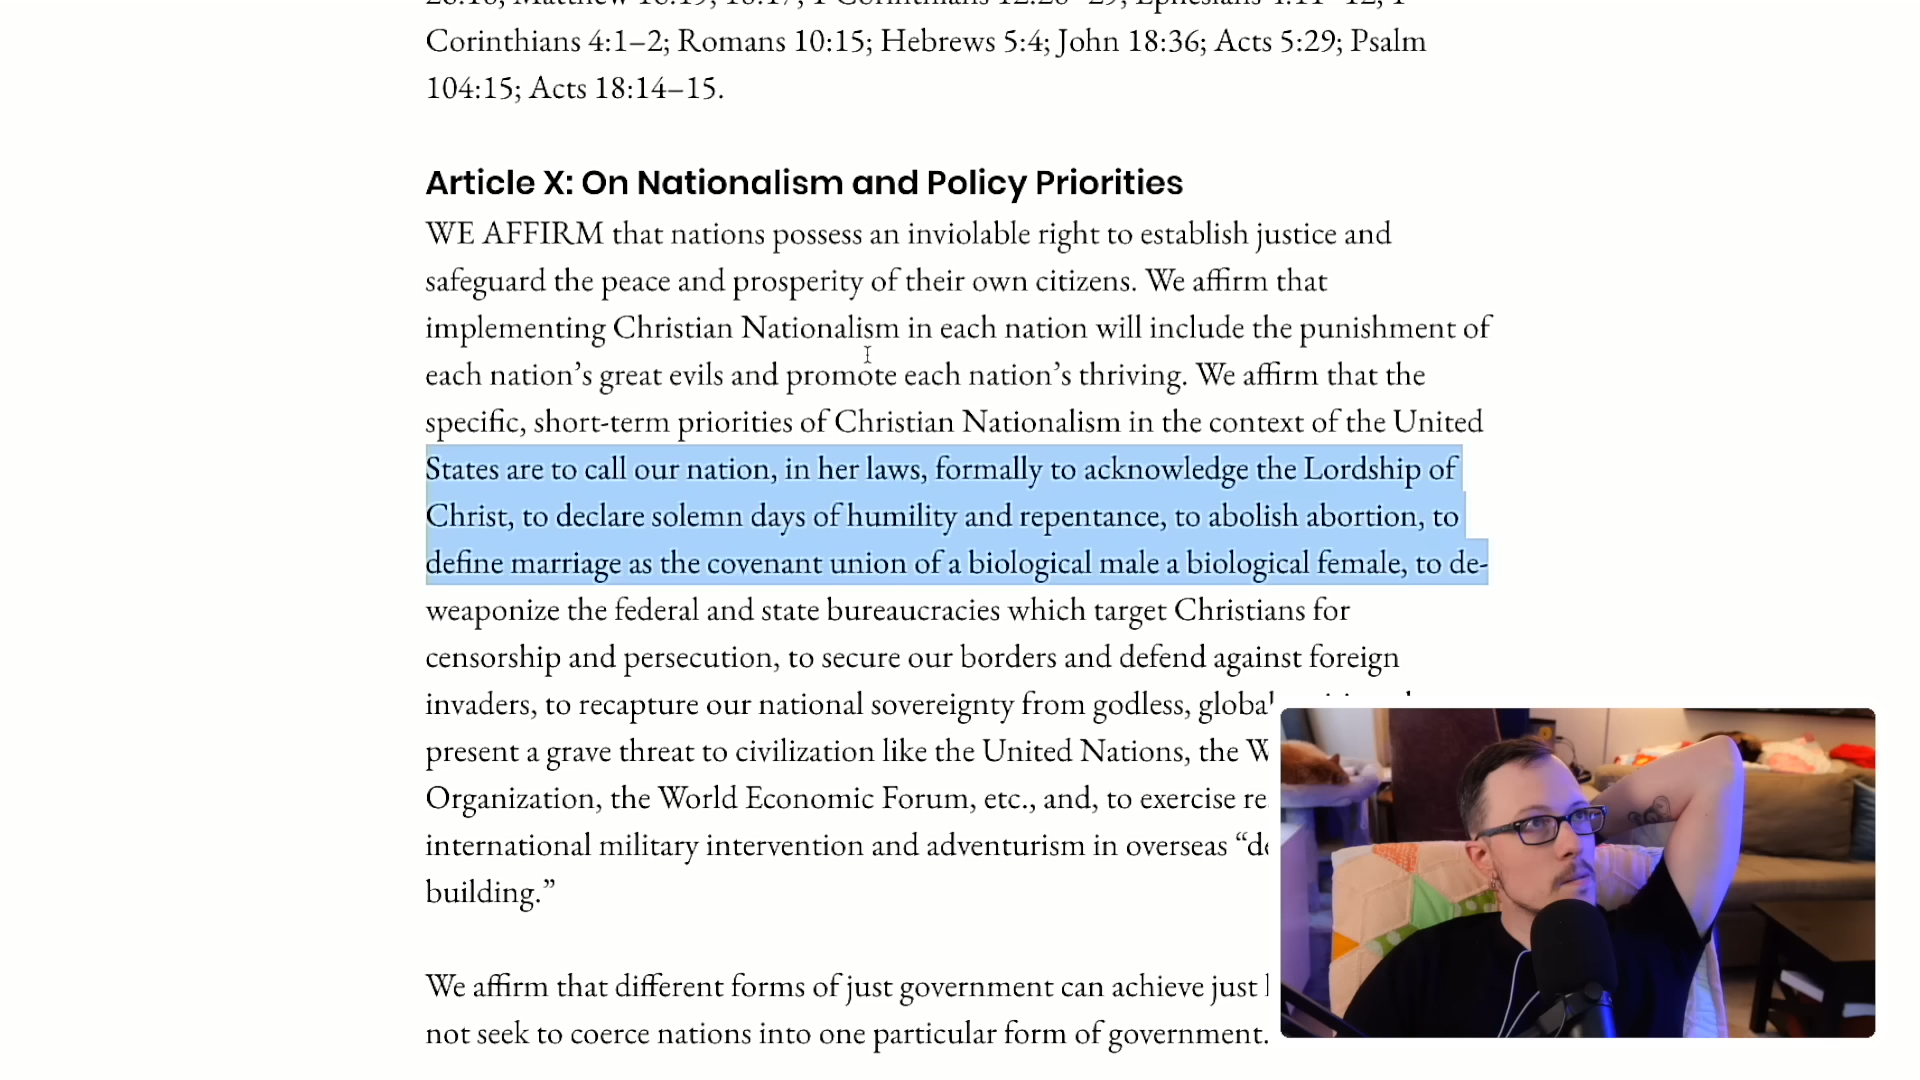 Corinthians 4:1–2; Romans 10:15; Hebrews 5:4; John 18:36; Acts 5:29; Psalm
104:15; Acts 18:14–15.
Article X: On Nationalism and Policy Priorities
WE AFFIRM that nations possess an inviolable right to establish justice and
safeguard the peace and prosperity of their own citizens. We affirm that
implementing Christian Nationalism in each nation will include the punishment of
each nation’s great evils and promote each nation’s thriving. We affirm that the
specific, short-term priorities of Christian Nationalism in the context of the United
States are to call our nation, in her laws, formally to acknowledge the Lordship of
Christ, to declare solemn days of humility and repentance, to abolish abortion, to
define marriage as the covenant union of a biological male a biological female, to de-
weaponize the federal and state bureaucracies which target Christians for
censorship and persecution, to secure our borders and defend against foreign
invaders, to recapture our national sovereignty from godless,
present a grave threat to civilization like the United Nations, the
Organization, the World Economic Forum, etc., and, to exercise
international military intervention and adventurism in overseas
building.”
We affirm that different forms of just government can achieve just
not seek to coerce nations into one particular form of government.